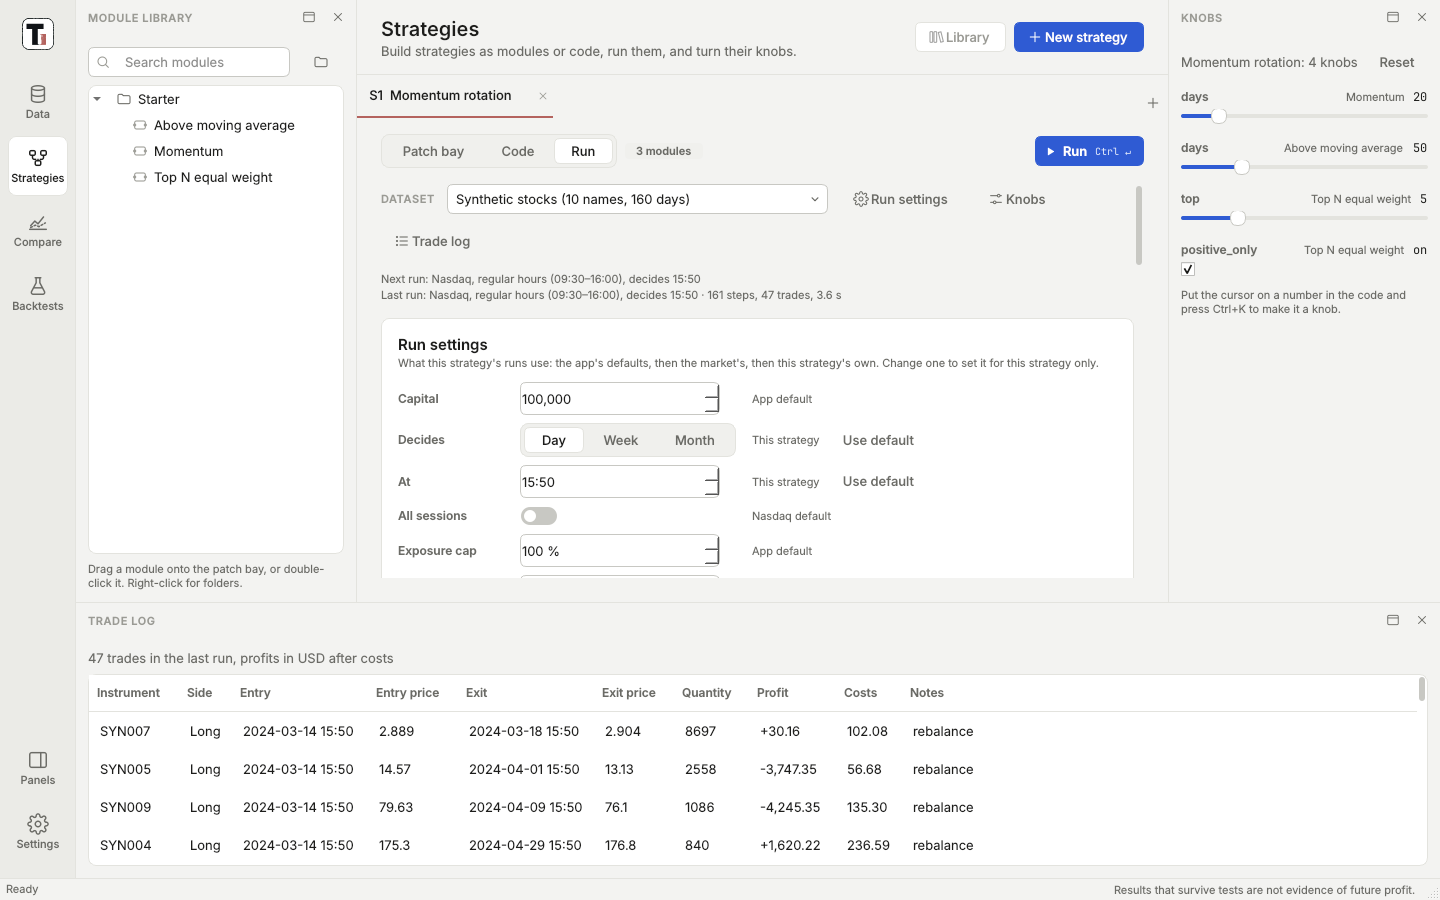 MODULE LIBRARY
Search modules
Starter
Above moving average
Momentum
Top N equal weight
Drag a module onto the patch bay, or double-
click it. Right-click for folders.
Data
Strategies
Compare
Backtests
Panels
Settings
Strategies
Build strategies as modules or code, run them, and turn their knobs.
Library
New strategy
S1 Momentum rotation
Patch bay Code Run 3 modules
Run Ctrl ↵
DATASET Synthetic stocks (10 names, 160 days) Run settings Knobs
Trade log
Next run: Nasdaq, regular hours (09:30–16:00), decides 15:50
Last run: Nasdaq, regular hours (09:30–16:00), decides 15:50 · 161 steps, 47 trades, 3.6 s
Run settings
What this strategy's runs use: the app's defaults, then the market's, then this strategy's own. Change one to set it for this strategy only.
Capital 100,000 App default
Decides Day Week Month This strategy Use default
At 15:50 This strategy Use default
All sessions Nasdaq default
Exposure cap 100 % App default
KNOBS
Momentum rotation: 4 knobs Reset
days Momentum 20
days Above moving average 50
top Top N equal weight 5
positive_only Top N equal weight on
Put the cursor on a number in the code and
press Ctrl+K to make it a knob.
TRADE LOG
47 trades in the last run, profits in USD after costs
Instrument Side Entry Entry price Exit Exit price Quantity Profit Costs Notes
SYN007 Long 2024-03-14 15:50 2.889 2024-03-18 15:50 2.904 8697 +30.16 102.08 rebalance
SYN005 Long 2024-03-14 15:50 14.57 2024-04-01 15:50 13.13 2558 -3,747.35 56.68 rebalance
SYN009 Long 2024-03-14 15:50 79.63 2024-04-09 15:50 76.1 1086 -4,245.35 135.30 rebalance
SYN004 Long 2024-03-14 15:50 175.3 2024-04-29 15:50 176.8 840 +1,620.22 236.59 rebalance
Ready
Results that survive tests are not evidence of future profit.